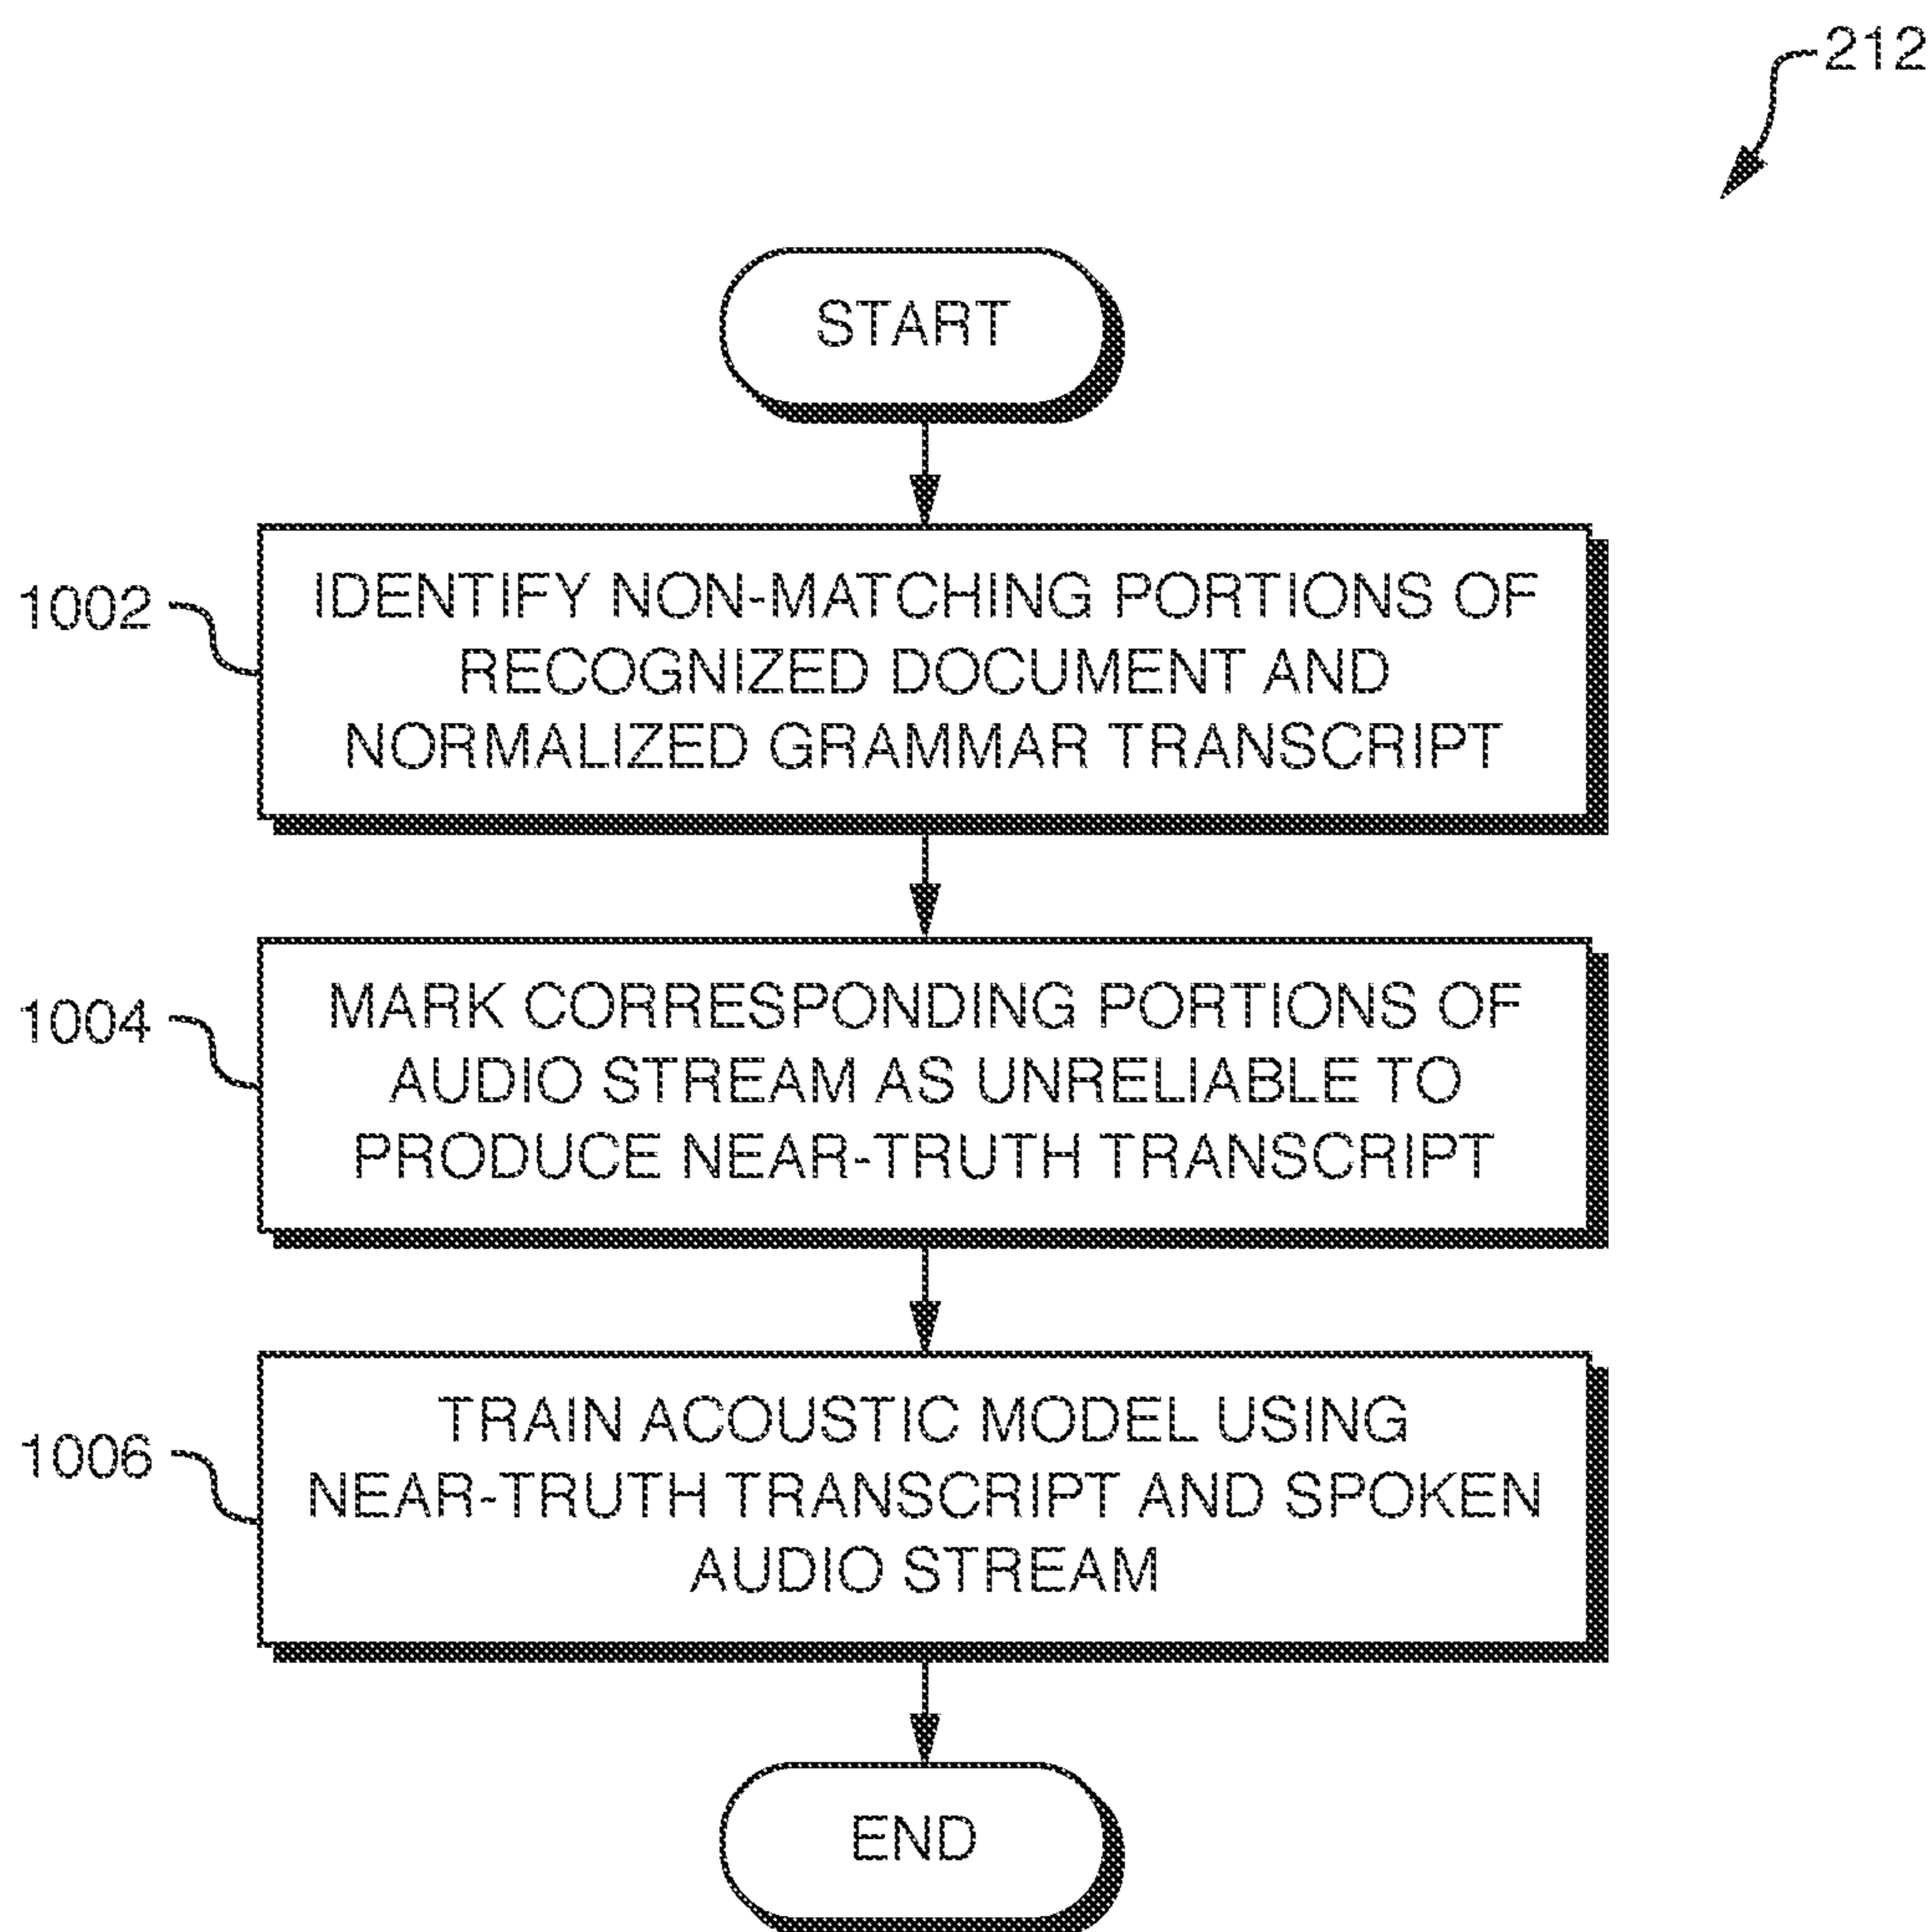 212
START
1002
IDENTIFY NON-MATCHING PORTIONS OF
RECOGNIZED DOCUMENT AND
NORMALIZED GRAMMAR TRANSCRIPT
1004
MARK CORRESPONDING PORTIONS OF
AUDIO STREAM AS UNRELIABLE TO
PRODUCE NEAR-TRUTH TRANSCRIPT
1006
TRAIN ACOUSTIC MODEL USING
NEAR-TRUTH TRANSCRIPT AND SPOKEN
AUDIO STREAM
END